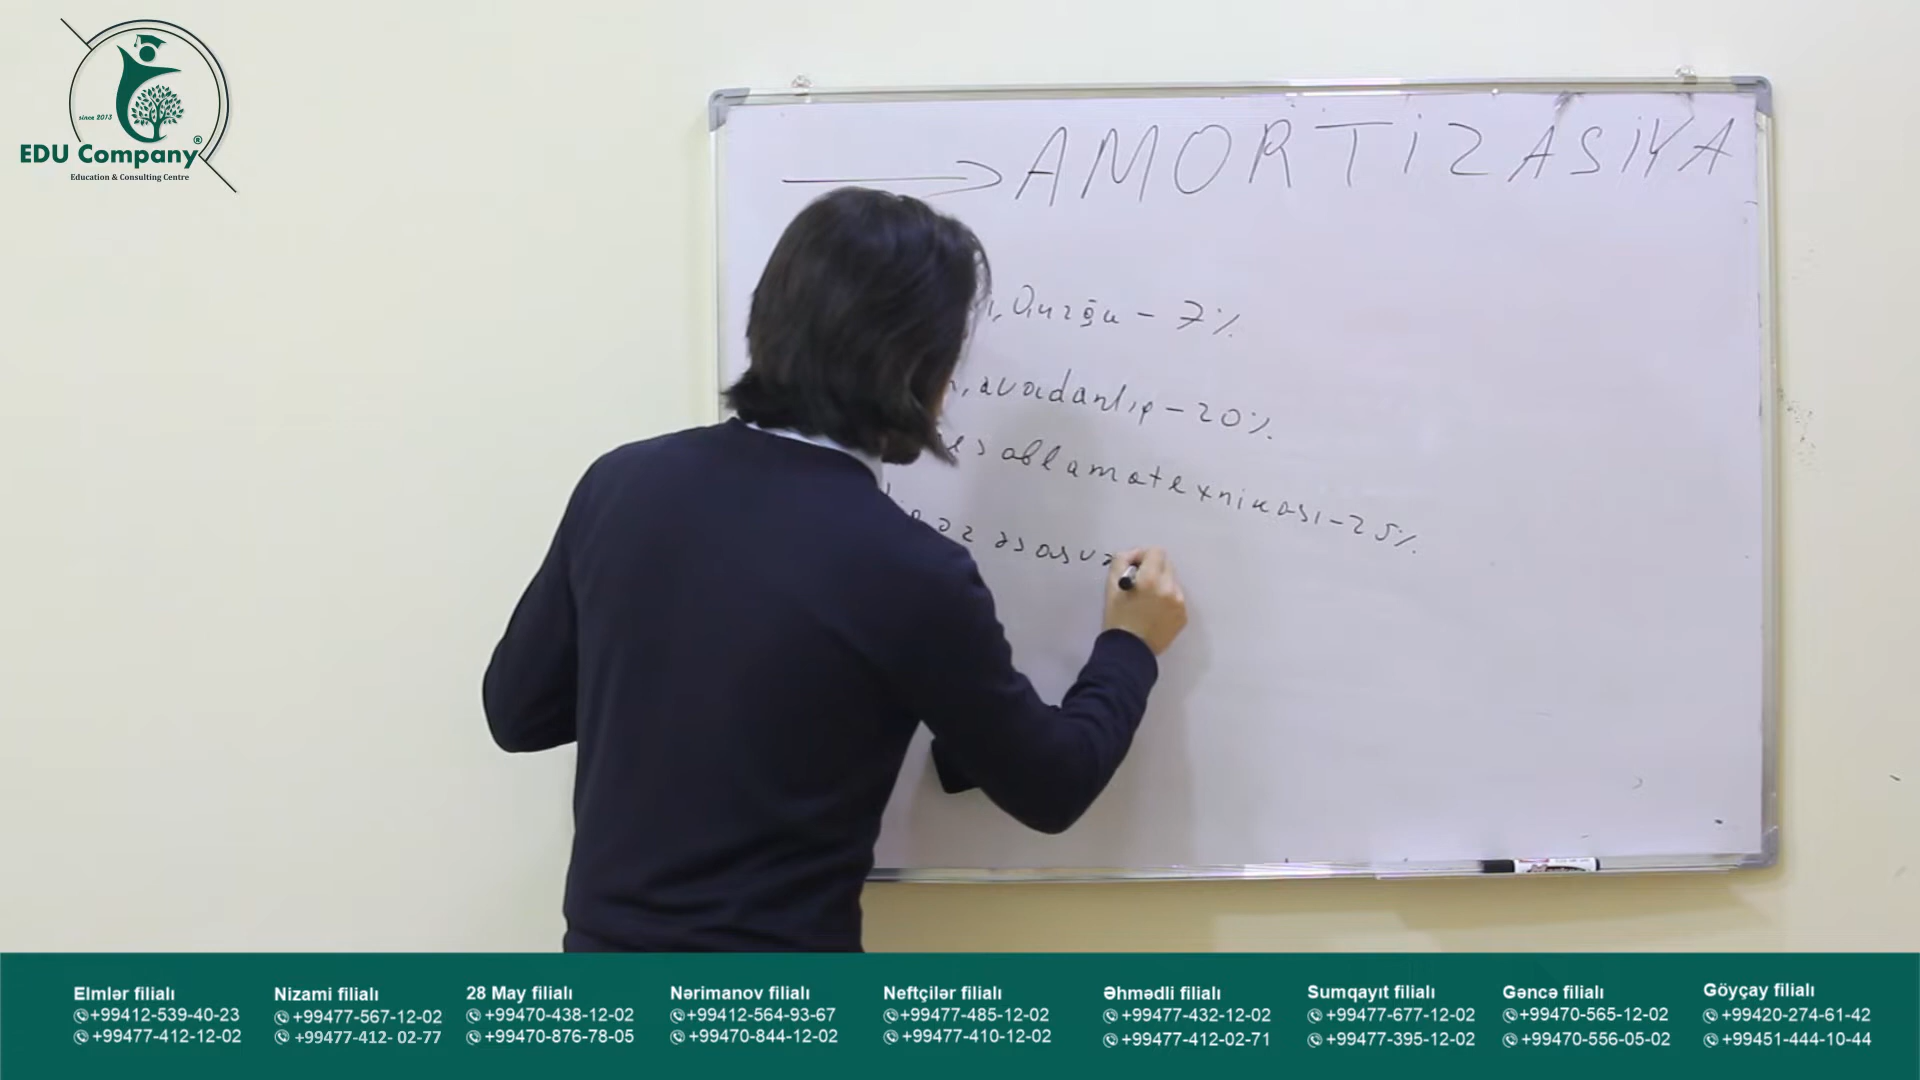 since 2013
EDU Company®
Education & Consulting Centre
AMORTİZASİYA
Qurğu - 7%
avadanlıq - 20%
hesablama texnikası - 25%
əsas və
Elmlər filialı
+99412-539-40-23
+99477-412-12-02
Nizami filialı
+99477-567-12-02
+99477-412- 02-77
28 May filialı
+99470-438-12-02
+99470-876-78-05
Nərimanov filialı
+99412-564-93-67
+99470-844-12-02
Neftçilər filialı
+99477-485-12-02
+99477-410-12-02
Əhmədli filialı
+99477-432-12-02
+99477-412-02-71
Sumqayıt filialı
+99477-677-12-02
+99477-395-12-02
Gəncə filialı
+99470-565-12-02
+99470-556-05-02
Göyçay filialı
+99420-274-61-42
+99451-444-10-44